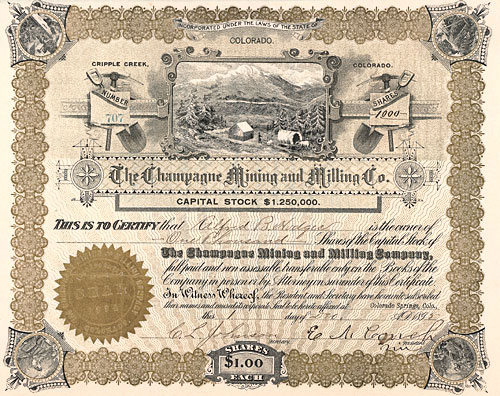 INCORPORATED UNDER THE LAWS OF THE STATE OF
COLORADO.
CRIPPLE CREEK, COLORADO.
NUMBER SHARES
707 1000
The Champagne Mining and Milling Co.
CAPITAL STOCK $1.250,000.
THIS IS TO CERTIFY that Alfred B. is the owner of
One Thousand Shares of the Capital Stock of
The Champagne Mining and Milling Company,
full paid and non assessable, transferable only on the Books of the
Company in person or by Attorney on surrender of this Certificate.
In Witness Whereof, the President and Secretary have hereunto subscribed
their names and caused the corporate Seal to be hereto affixed at Colorado Springs, Colo.,
this day of
SHARES
$1.00
EACH